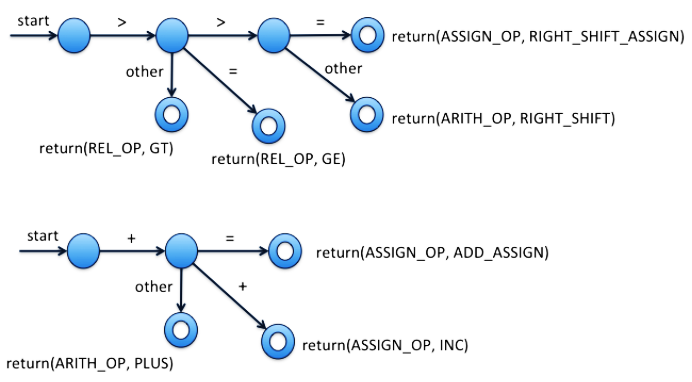 start
>
>
=
return(ASSIGN_OP, RIGHT_SHIFT_ASSIGN)
other
=
other
return(ARITH_OP, RIGHT_SHIFT)
return(REL_OP, GT)
return(REL_OP, GE)
start
+
=
return(ASSIGN_OP, ADD_ASSIGN)
other
+
return(ASSIGN_OP, INC)
return(ARITH_OP, PLUS)